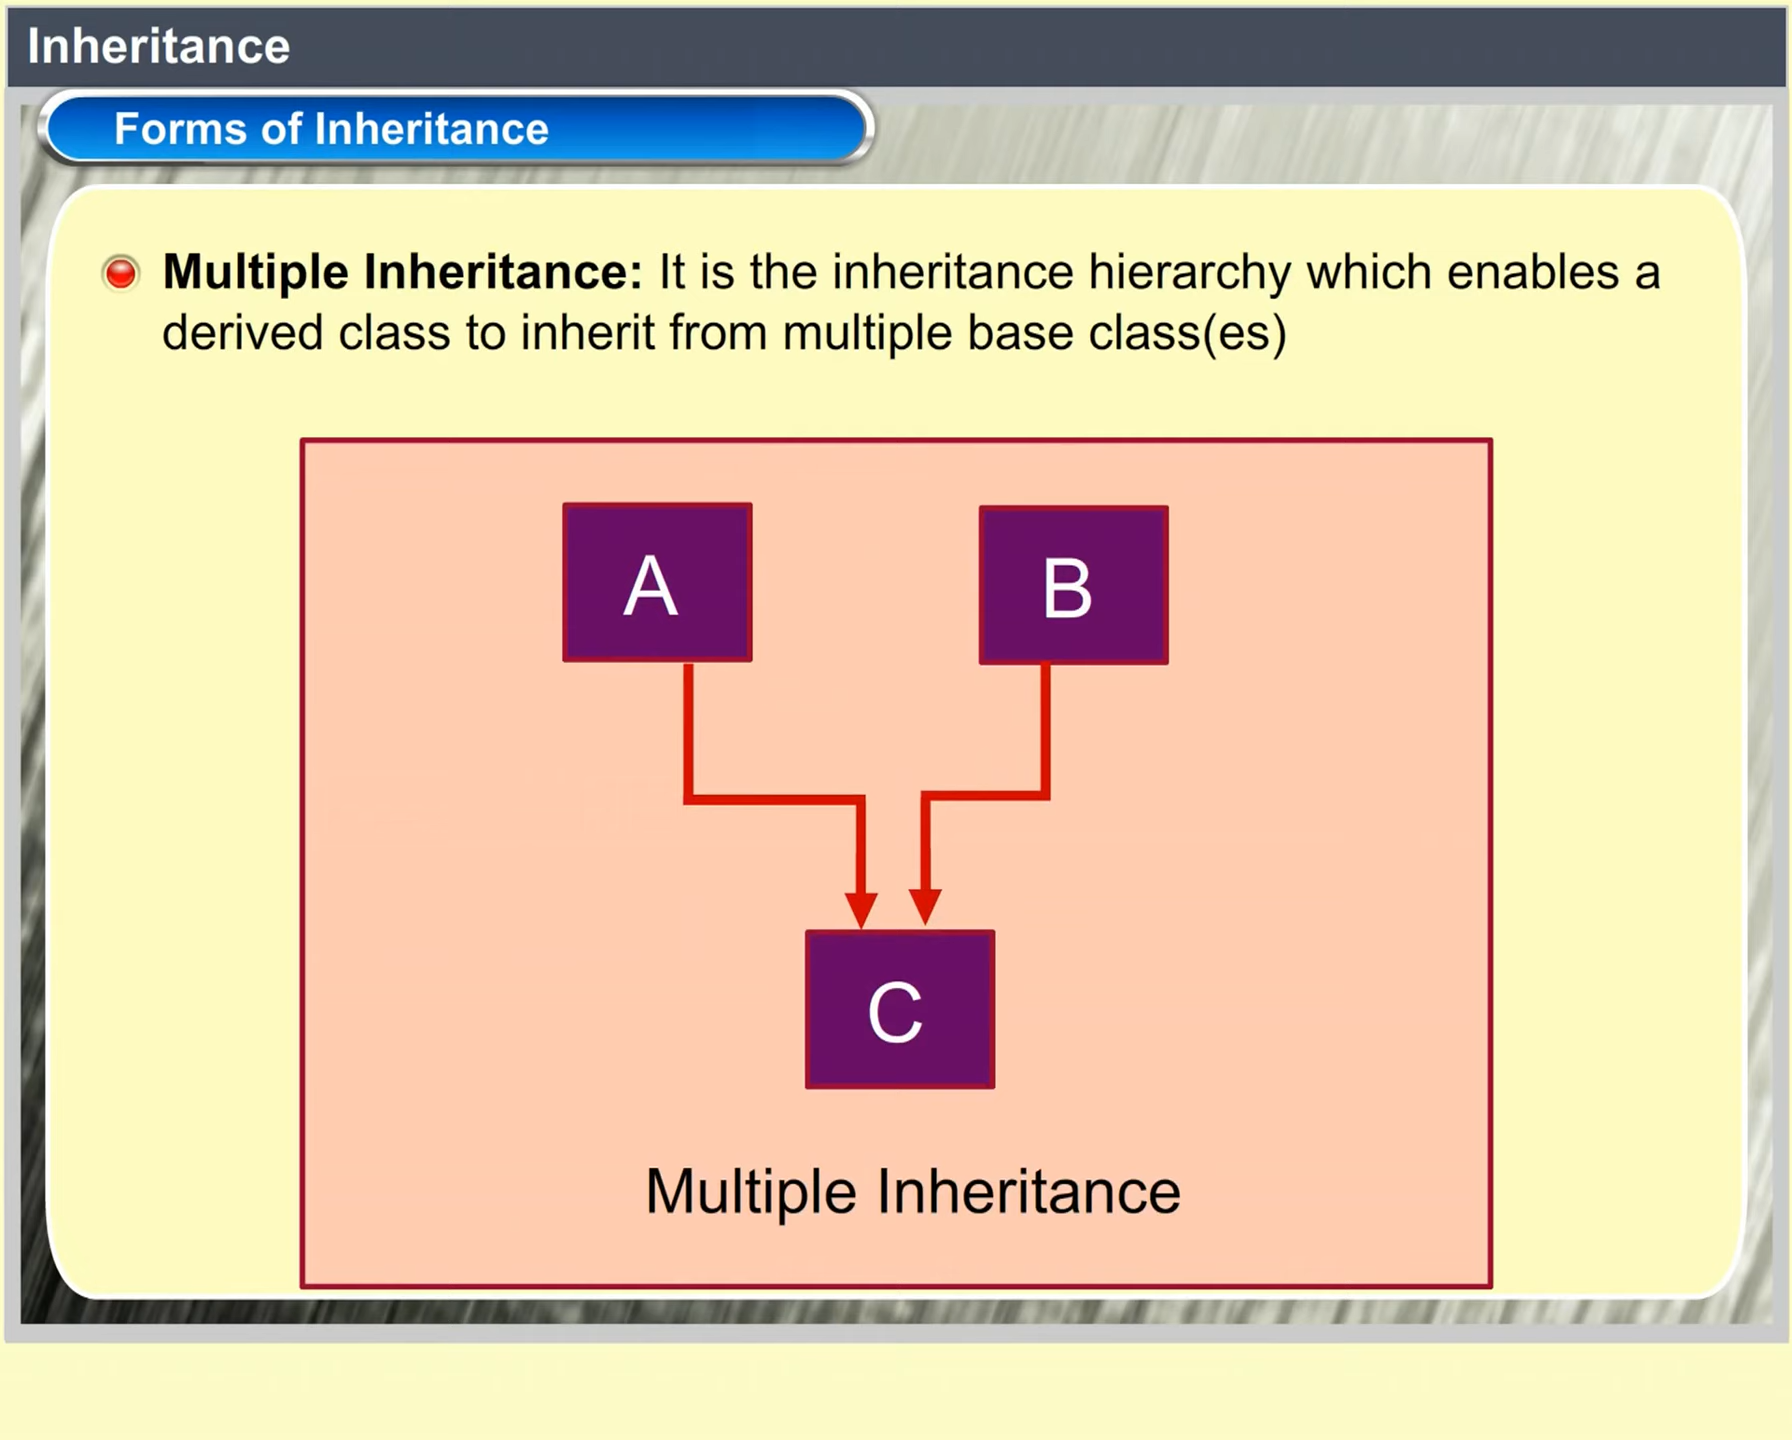 Inheritance
Forms of Inheritance
Multiple Inheritance: It is the inheritance hierarchy which enables a
derived class to inherit from multiple base class(es)
A
B
C
Multiple Inheritance